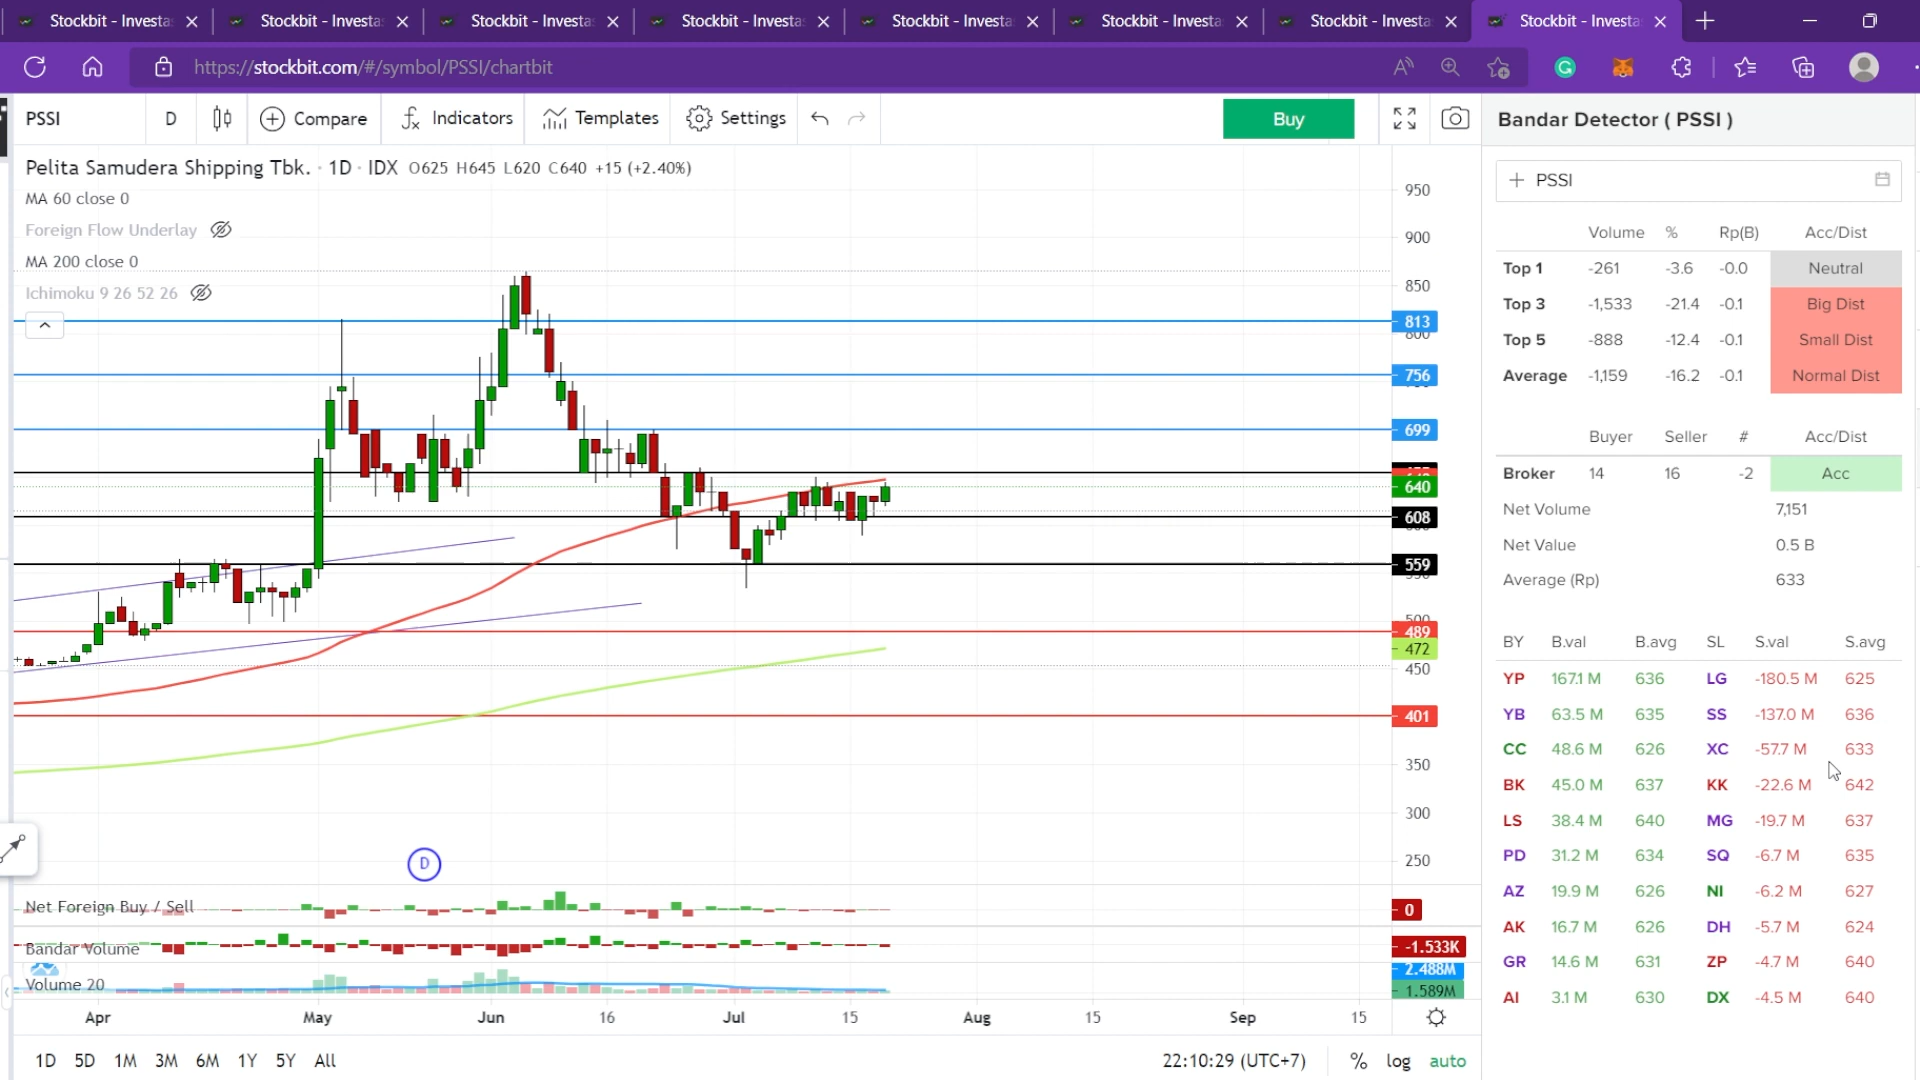 Stockbit - Investa Stockbit - Investa Stockbit - Investa Stockbit - Investa Stockbit - Investa Stockbit - Investa Stockbit - Investa Stockbit - Investa
https://stockbit.com/#/symbol/PSSI/chartbit
PSSI D Compare Indicators Templates Settings Buy Bandar Detector ( PSSI )
Pelita Samudera Shipping Tbk. · 1D · IDX O625 H645 L620 C640 +15 (+2.40%)
MA 60 close 0
Foreign Flow Underlay
MA 200 close 0
Ichimoku 9 26 52 26
950
900
850
813
800
756
699
640
608
559
500
489
472
450
401
350
300
250
D
Net Foreign Buy / Sell 0
Bandar Volume -1.533K
2.488M
Volume 20 1.589M
Apr May Jun 16 Jul 15 Aug 15 Sep 15
1D 5D 1M 3M 6M 1Y 5Y All 22:10:29 (UTC+7) % log auto
+ PSSI
Volume % Rp(B) Acc/Dist
Top 1 -261 -3.6 -0.0 Neutral
Top 3 -1,533 -21.4 -0.1 Big Dist
Top 5 -888 -12.4 -0.1 Small Dist
Average -1,159 -16.2 -0.1 Normal Dist
Buyer Seller # Acc/Dist
Broker 14 16 -2 Acc
Net Volume 7,151
Net Value 0.5 B
Average (Rp) 633
BY B.val B.avg SL S.val S.avg
YP 167.1 M 636 LG -180.5 M 625
YB 63.5 M 635 SS -137.0 M 636
CC 48.6 M 626 XC -57.7 M 633
BK 45.0 M 637 KK -22.6 M 642
LS 38.4 M 640 MG -19.7 M 637
PD 31.2 M 634 SQ -6.7 M 635
AZ 19.9 M 626 NI -6.2 M 627
AK 16.7 M 626 DH -5.7 M 624
GR 14.6 M 631 ZP -4.7 M 640
AI 3.1 M 630 DX -4.5 M 640